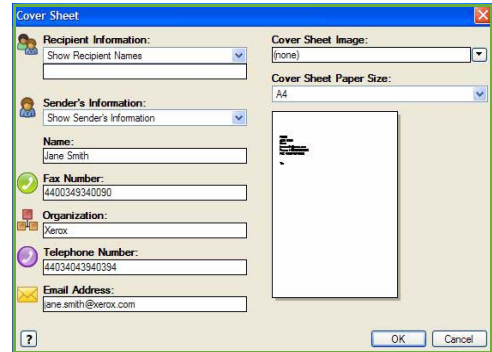 Cover Sheet
Recipient Information:
Show Recipient Names
Sender's Information:
Show Sender's Information
Name:
Jane Smith
Fax Number:
4400349340090
Organization:
Xerox
Telephone Number:
44034043940394
Email Address:
jane.smith@xerox.com
Cover Sheet Image:
(none)
Cover Sheet Paper Size:
A4
?
OK
Cancel